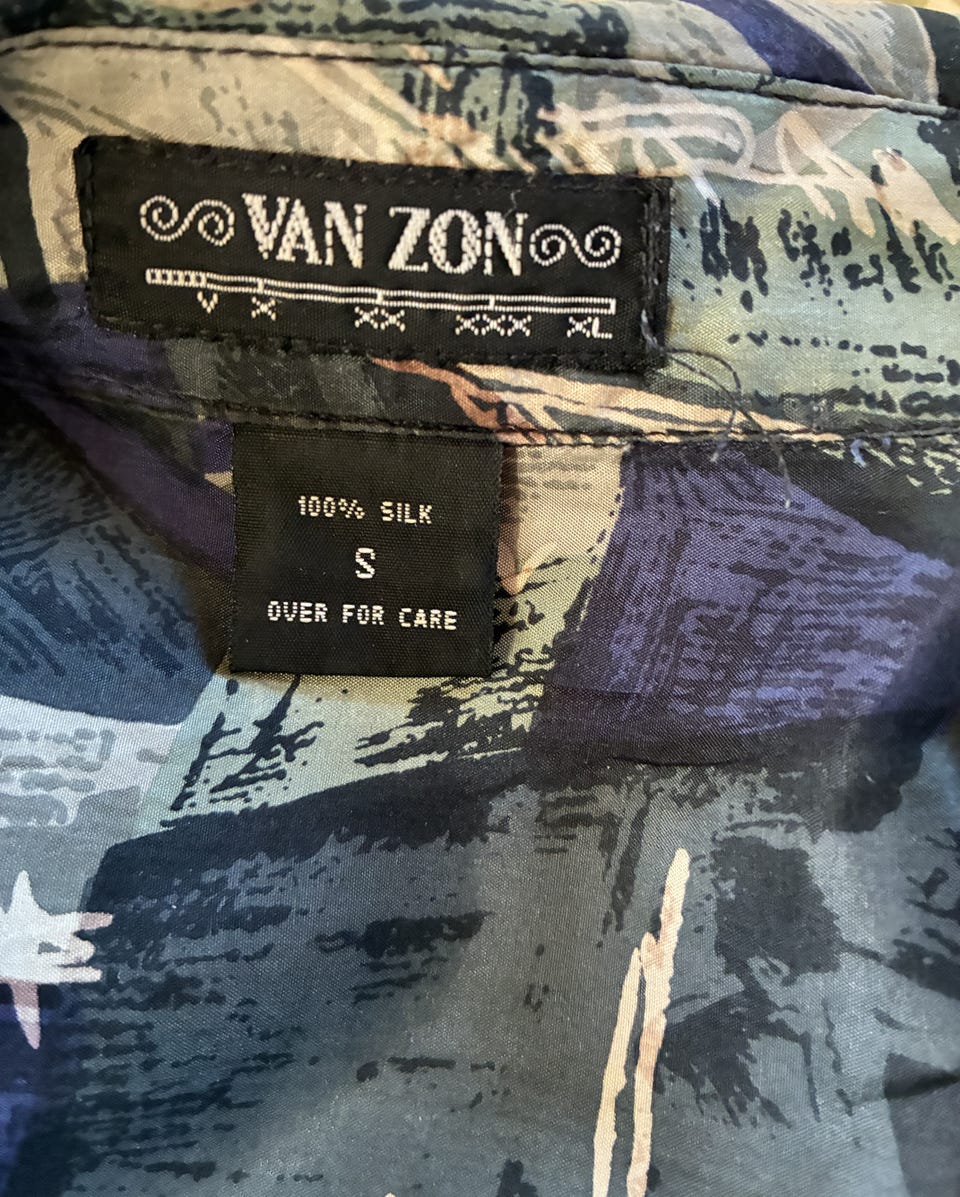 VAN ZON
V X XX XXX XL
100% SILK
S
OVER FOR CARE